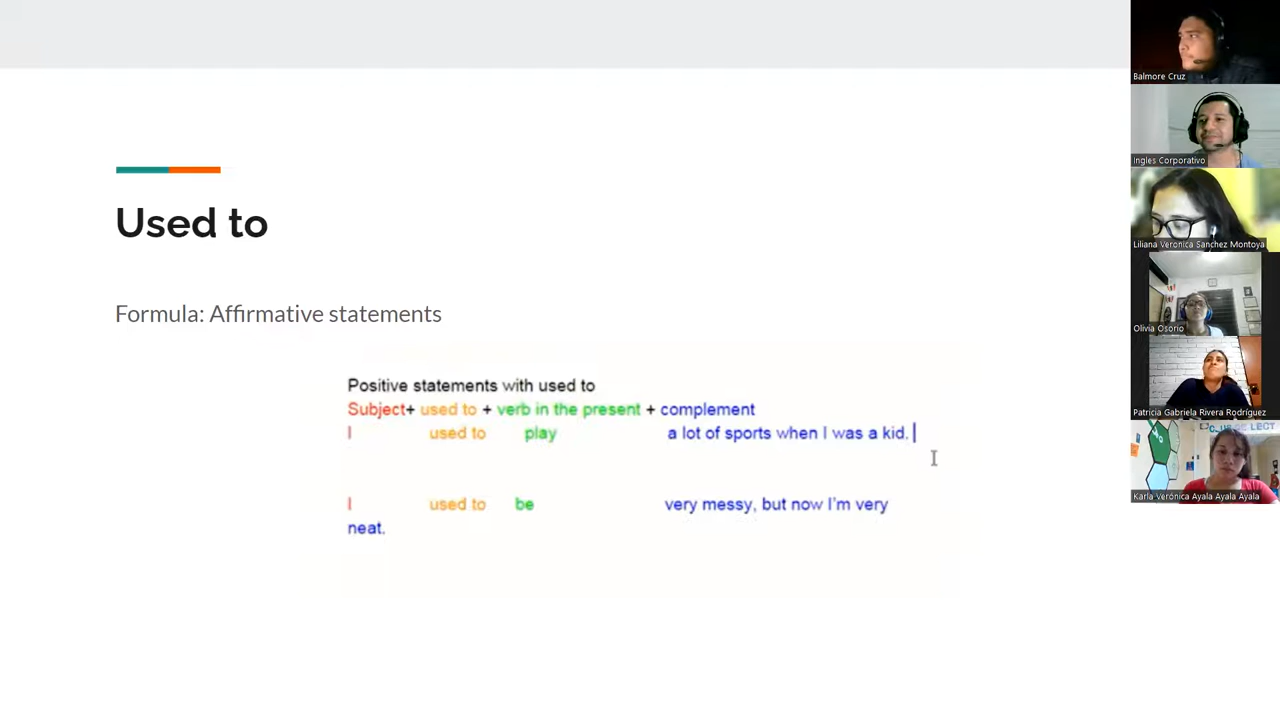 Used to
Formula: Affirmative statements
Positive statements with used to
Subject+ used to + verb in the present + complement
I used to play a lot of sports when I was a kid.
I used to be very messy, but now I'm very
neat.
Balmore Cruz
Ingles Corporativo
Liliana Veronica Sanchez Montoya
Olivia Osorio
Patricia Gabriela Rivera Rodríguez
Karla Verónica Ayala Ayala Ayala